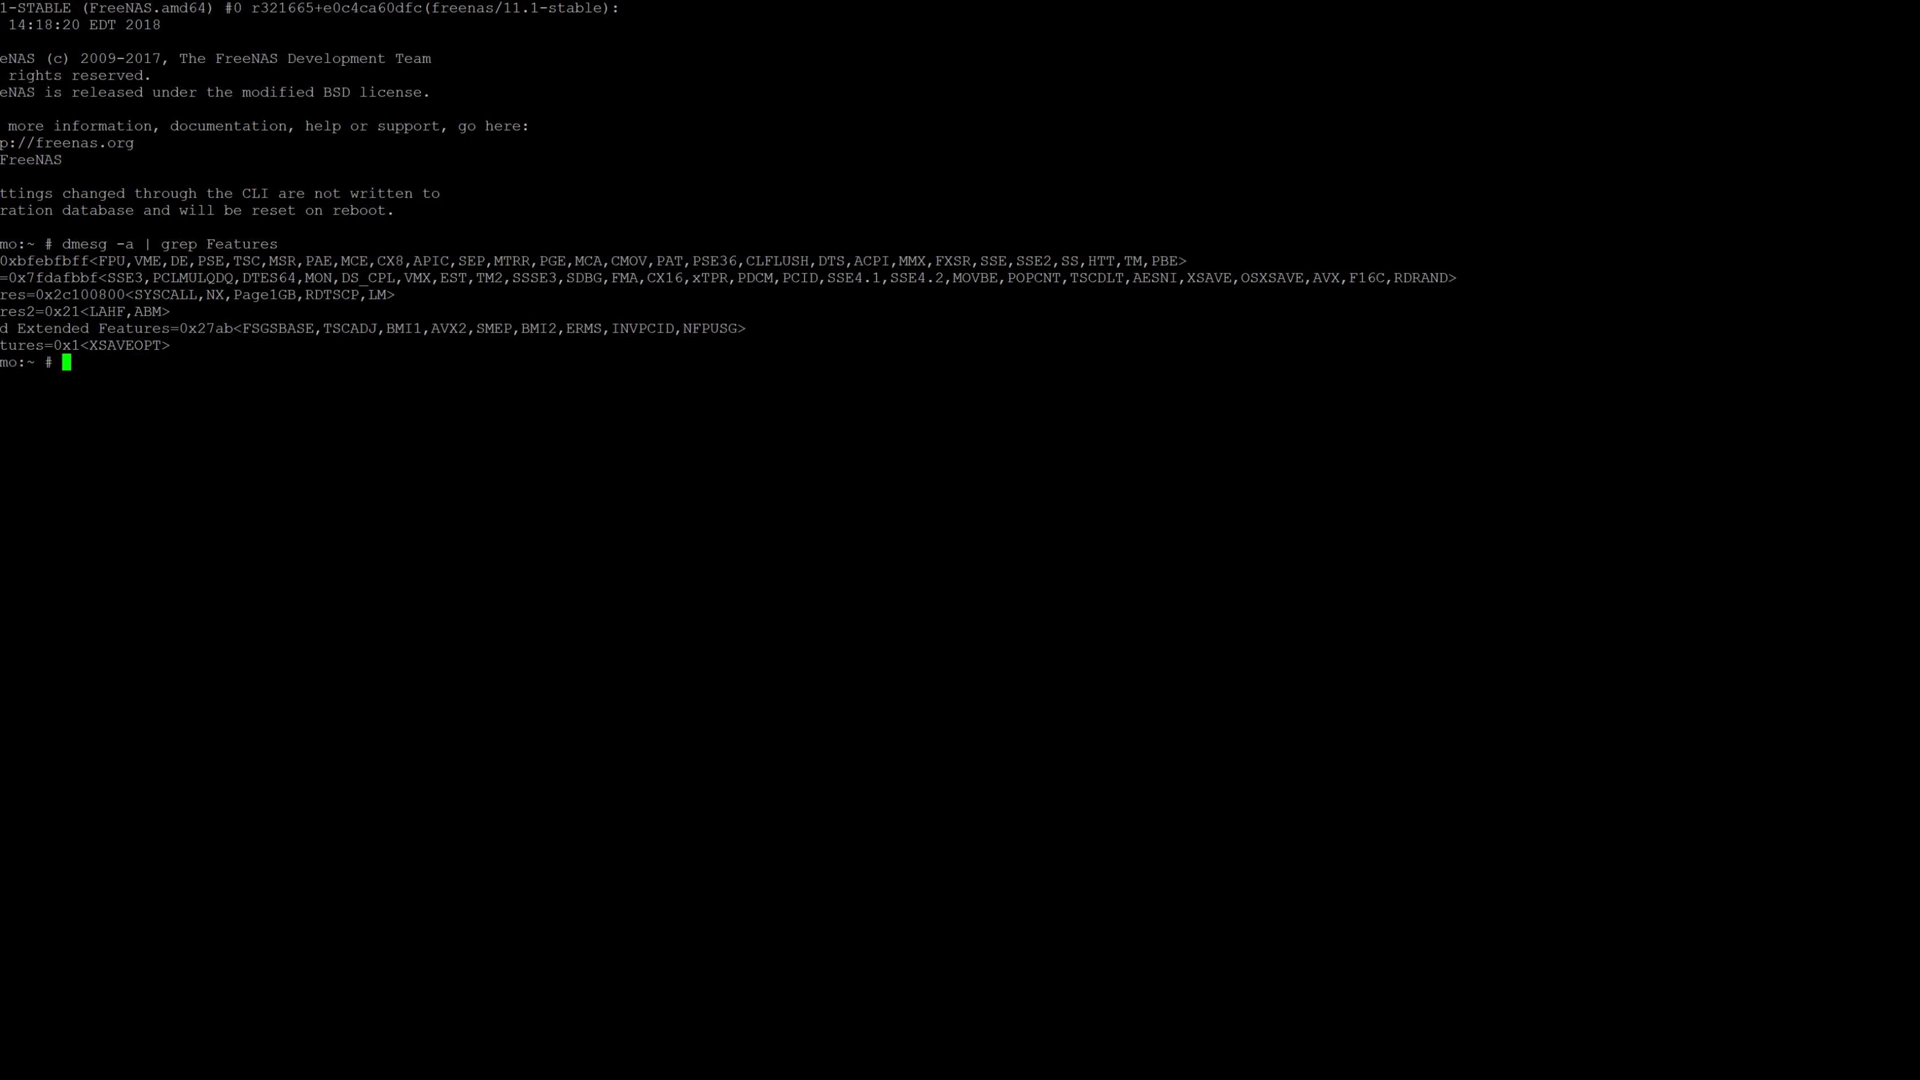 1-STABLE (FreeNAS.amd64) #0 r321665+e0c4ca60dfc(freenas/11.1-stable):
14:18:20 EDT 2018
eNAS (c) 2009-2017, The FreeNAS Development Team
rights reserved.
eNAS is released under the modified BSD license.
more information, documentation, help or support, go here:
p://freenas.org
FreeNAS
ttings changed through the CLI are not written to
ration database and will be reset on reboot.
mo:~ # dmesg -a | grep Features
0xbfebfbff<FPU,VME,DE,PSE,TSC,MSR,PAE,MCE,CX8,APIC,SEP,MTRR,PGE,MCA,CMOV,PAT,PSE36,CLFLUSH,DTS,ACPI,MMX,FXSR,SSE,SSE2,SS,HTT,TM,PBE>
=0x7fdafbbf<SSE3,PCLMULQDQ,DTES64,MON,DS_CPL,VMX,EST,TM2,SSSE3,SDBG,FMA,CX16,xTPR,PDCM,PCID,SSE4.1,SSE4.2,MOVBE,POPCNT,TSCDLT,AESNI,XSAVE,OSXSAVE,AVX,F16C,RDRAND>
res=0x2c100800<SYSCALL,NX,Page1GB,RDTSCP,LM>
res2=0x21<LAHF,ABM>
d Extended Features=0x27ab<FSGSBASE,TSCADJ,BMI1,AVX2,SMEP,BMI2,ERMS,INVPCID,NFPUSG>
tures=0x1<XSAVEOPT>
mo:~ #